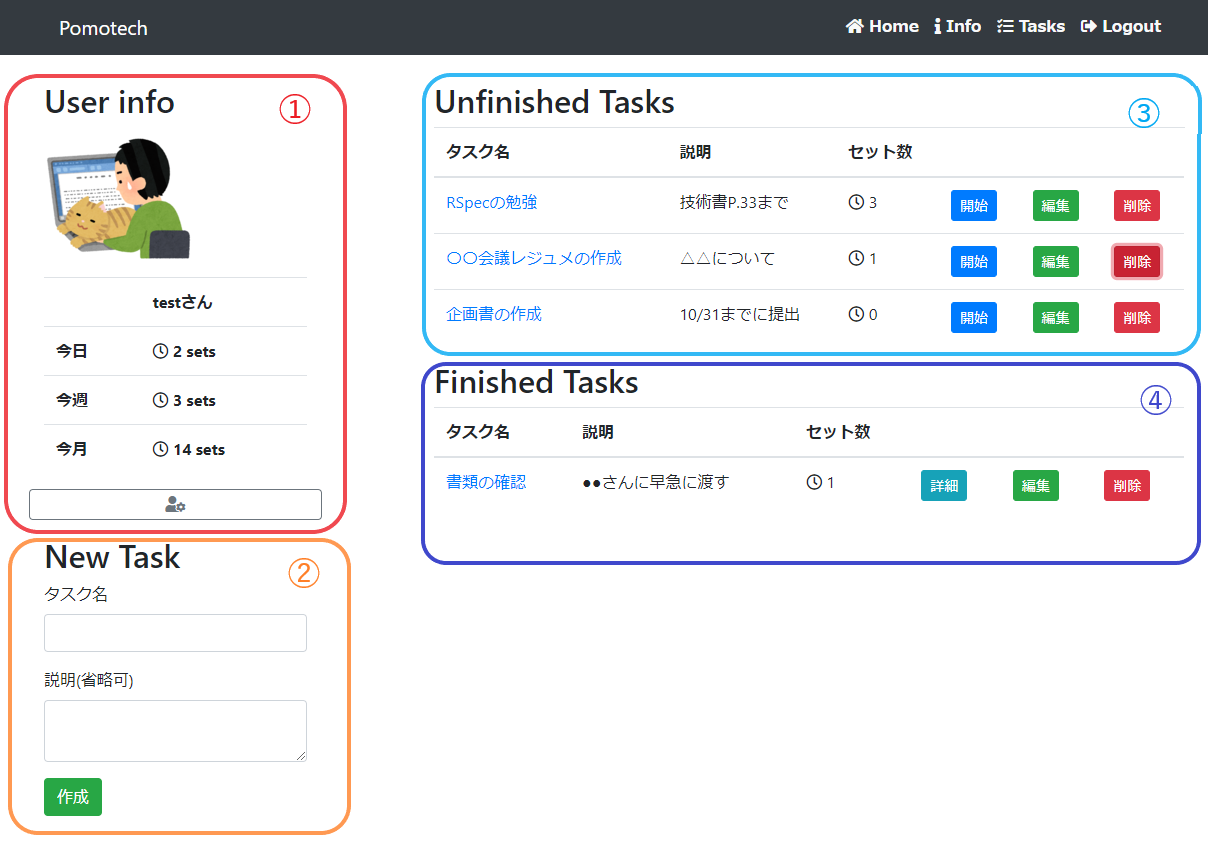 Pomotech
Home Info Tasks Logout
User info ①
testさん
今日 2 sets
今週 3 sets
今月 14 sets
New Task ②
タスク名
説明(省略可)
作成
Unfinished Tasks ③
タスク名 説明 セット数
RSpecの勉強 技術書P.33まで 3 開始 編集 削除
〇〇会議レジュメの作成 △△について 1 開始 編集 削除
企画書の作成 10/31までに提出 0 開始 編集 削除
Finished Tasks ④
タスク名 説明 セット数
書類の確認 ●●さんに早急に渡す 1 詳細 編集 削除